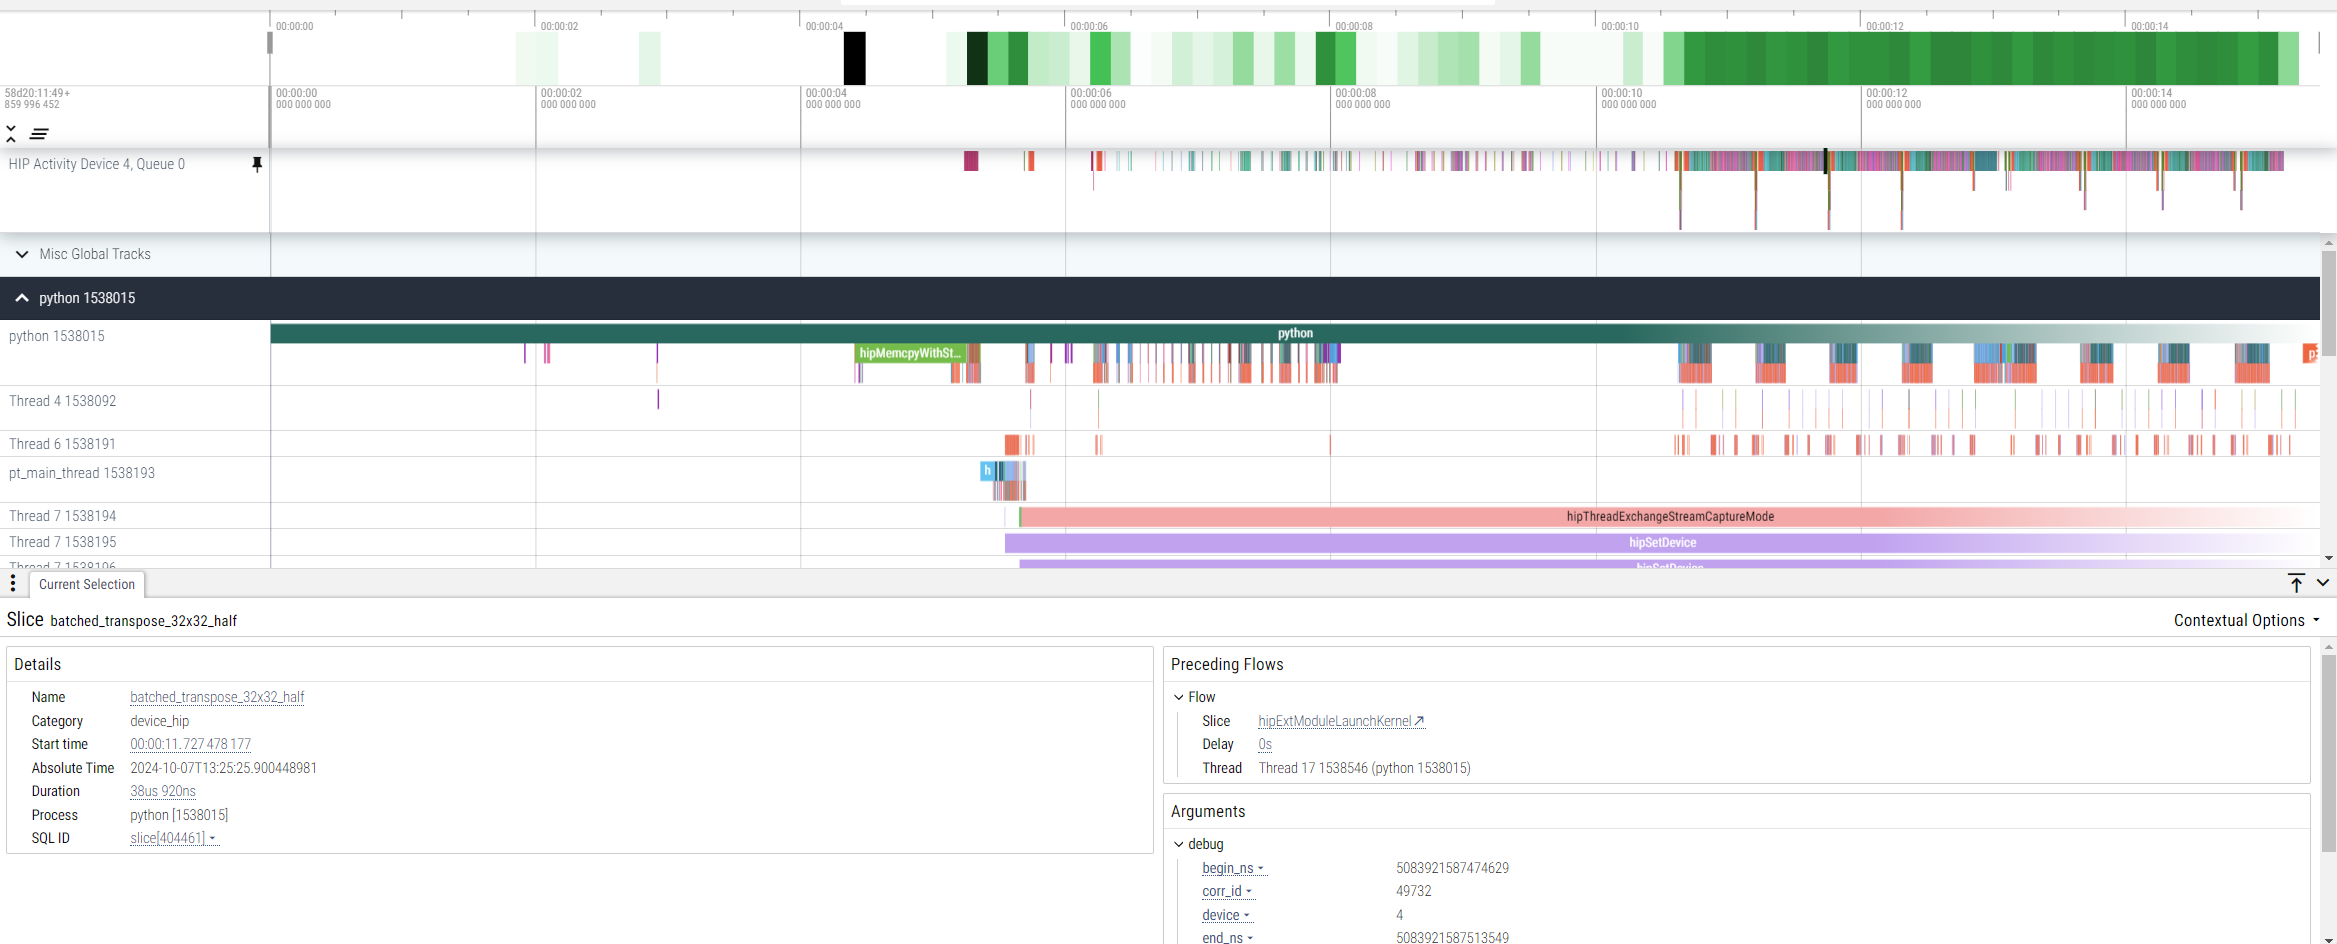 00:00:00 00:00:02 00:00:04 00:00:06 00:00:08 00:00:10 00:00:12 00:00:14
58d20:11:49+ 00:00:00 00:00:02 00:00:04 00:00:06 00:00:08 00:00:10 00:00:12 00:00:14
859 996 452 000 000 000 000 000 000 000 000 000 000 000 000 000 000 000 000 000 000 000 000 000 000 000 000
HIP Activity Device 4, Queue 0
Misc Global Tracks
python 1538015
python 1538015 python
hipMemcpyWithSt...
Thread 4 1538092
Thread 6 1538191
pt_main_thread 1538193 h
Thread 7 1538194 hipThreadExchangeStreamCaptureMode
Thread 7 1538195 hipSetDevice
Thread 7 1538196 hipSetDevice
Current Selection
Slice batched_transpose_32x32_half Contextual Options
Details
Name batched_transpose_32x32_half
Category device_hip
Start time 00:00:11.727 478 177
Absolute Time 2024-10-07T13:25:25.900448981
Duration 38us 920ns
Process python [1538015]
SQL ID slice[404461]
Preceding Flows
Flow
Slice hipExtModuleLaunchKernel
Delay 0s
Thread Thread 17 1538546 (python 1538015)
Arguments
debug
begin_ns 5083921587474629
corr_id 49732
device 4
end_ns 5083921587513549